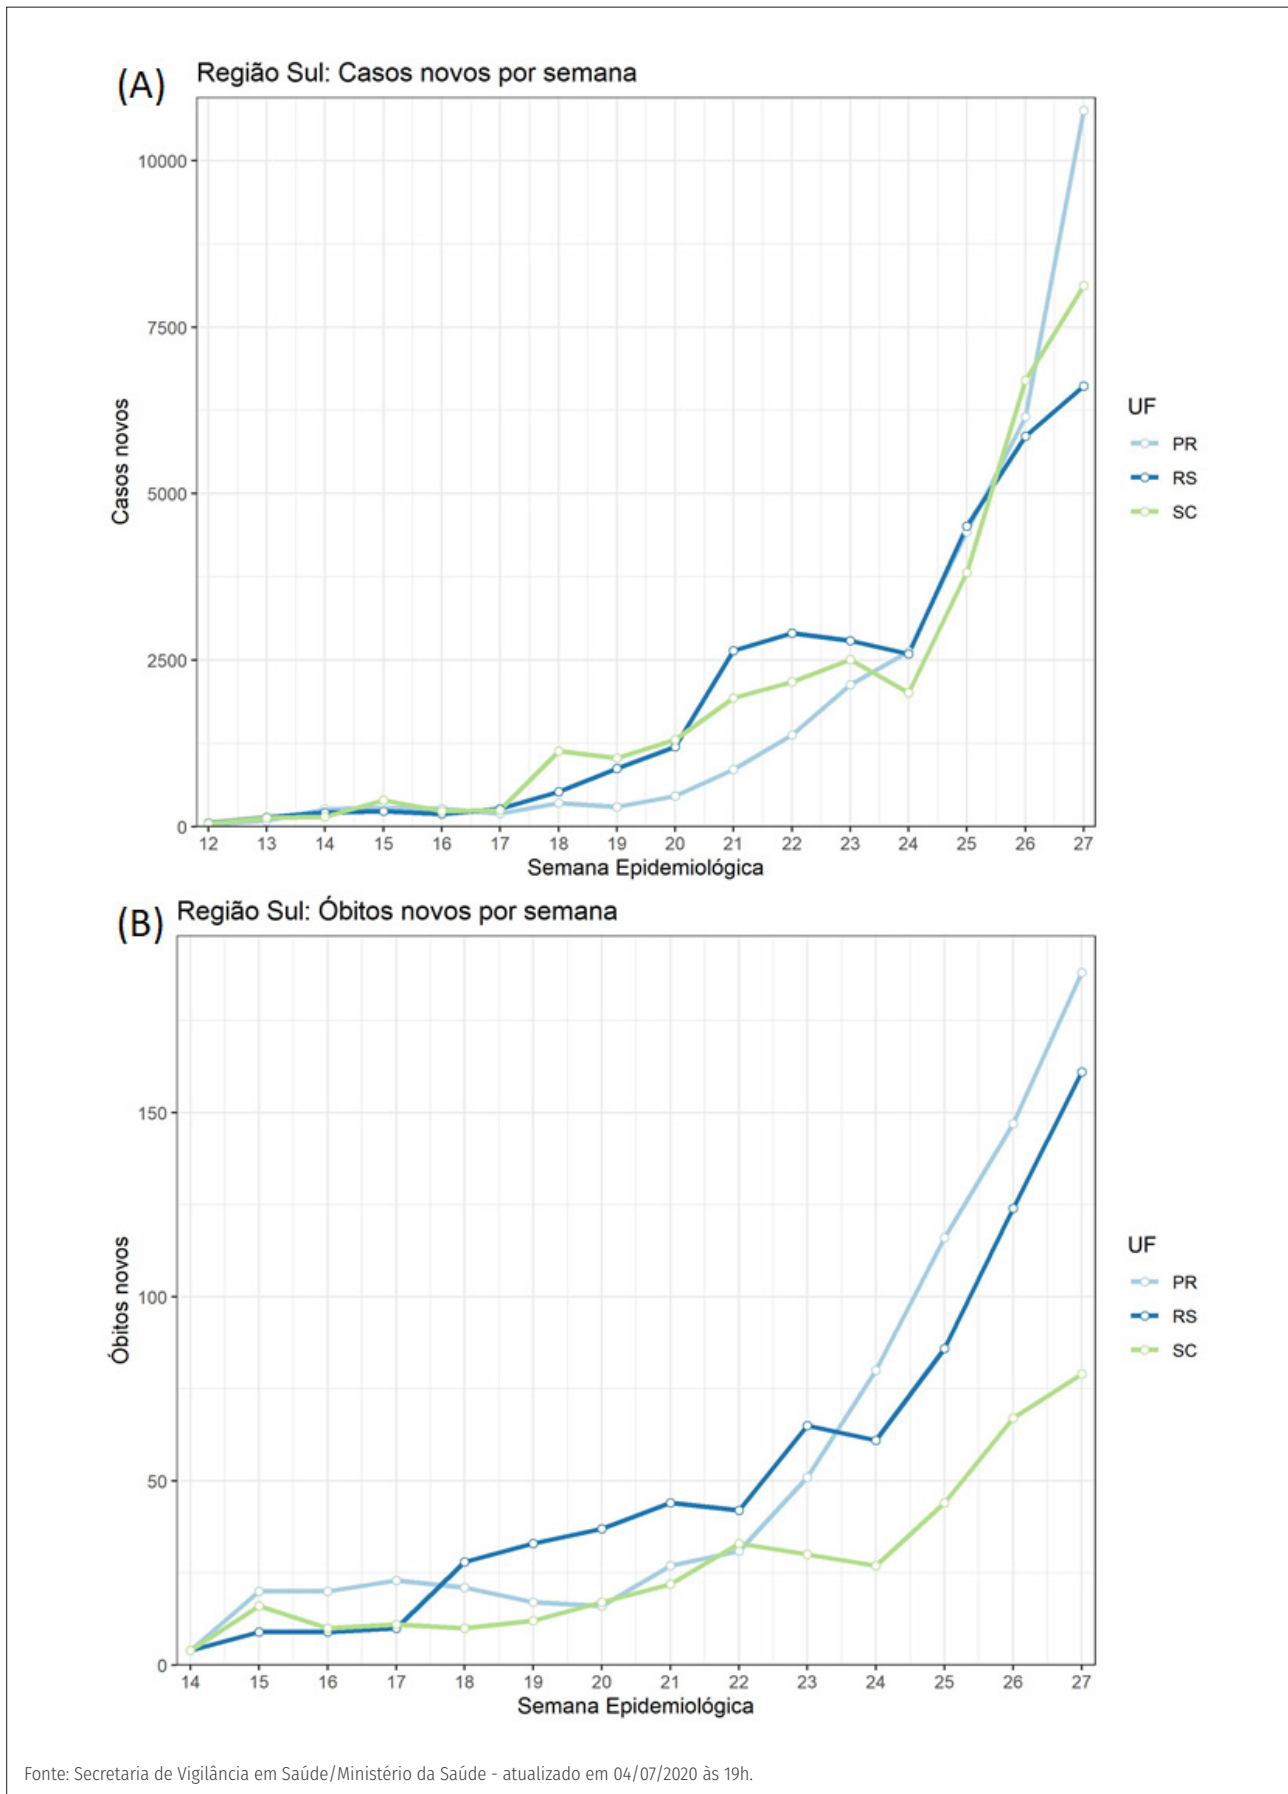 (A) Região Sul: Casos novos por semana
10000
7500
5000
2500
0
Casos novos
12 13 14 15 16 17 18 19 20 21 22 23 24 25 26 27
Semana Epidemiológica
UF
PR
RS
SC
(B) Região Sul: Óbitos novos por semana
150
100
50
0
Óbitos novos
14 15 16 17 18 19 20 21 22 23 24 25 26 27
Semana Epidemiológica
UF
PR
RS
SC
Fonte: Secretaria de Vigilância em Saúde/Ministério da Saúde - atualizado em 04/07/2020 às 19h.